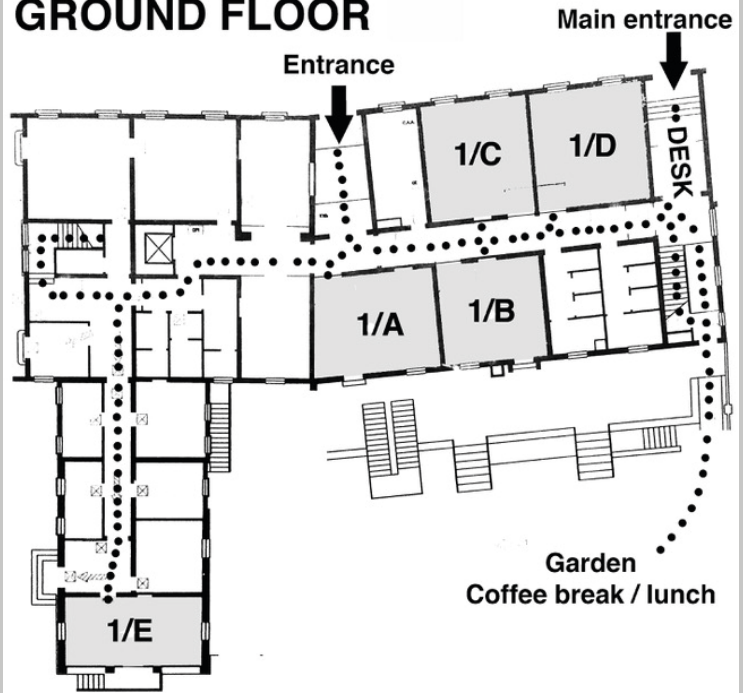 GROUND FLOOR
Main entrance
Entrance
DESK
1/C
1/D
1/A
1/B
1/E
Garden
Coffee break / lunch